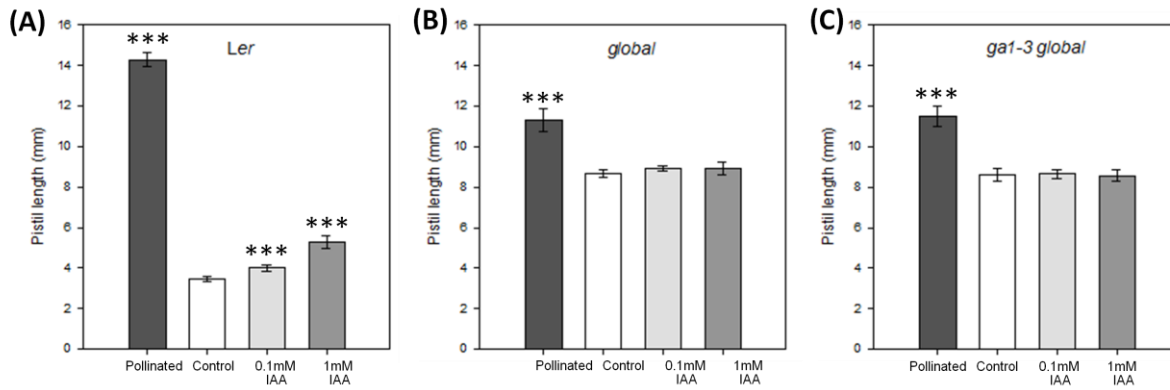 (A)
Ler
***
***
***
Pistil length (mm)
16
14
12
10
8
6
4
2
0
Pollinated Control 0.1mM 1mM
IAA IAA
(B)
global
***
Pistil length (mm)
16
14
12
10
8
6
4
2
0
Pollinated Control 0.1mM 1mM
IAA IAA
(C)
ga1-3 global
***
Pistil length (mm)
16
14
12
10
8
6
4
2
0
Pollinated Control 0.1mM 1mM
IAA IAA